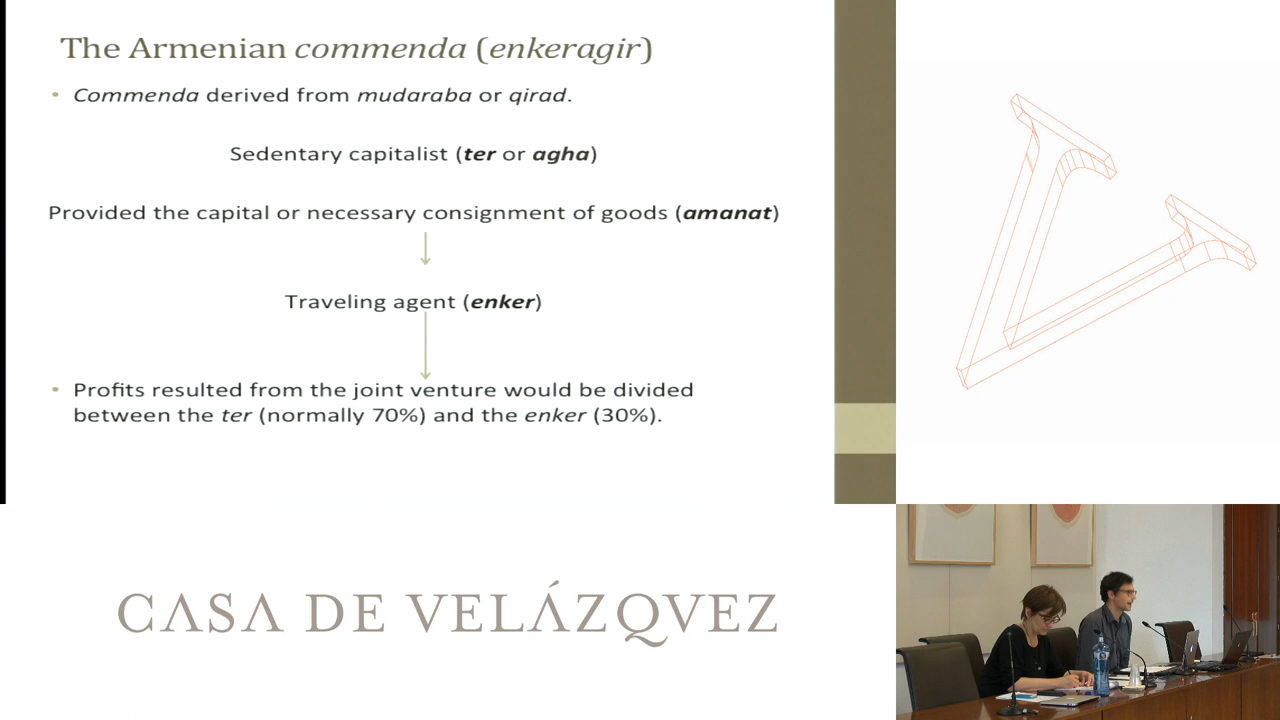 The Armenian commenda (enkeragir)
• Commenda derived from mudaraba or qirad.
Sedentary capitalist (ter or agha)
Provided the capital or necessary consignment of goods (amanat)
Traveling agent (enker)
• Profits resulted from the joint venture would be divided
between the ter (normally 70%) and the enker (30%).
CASA DE VELÁZQVEZ